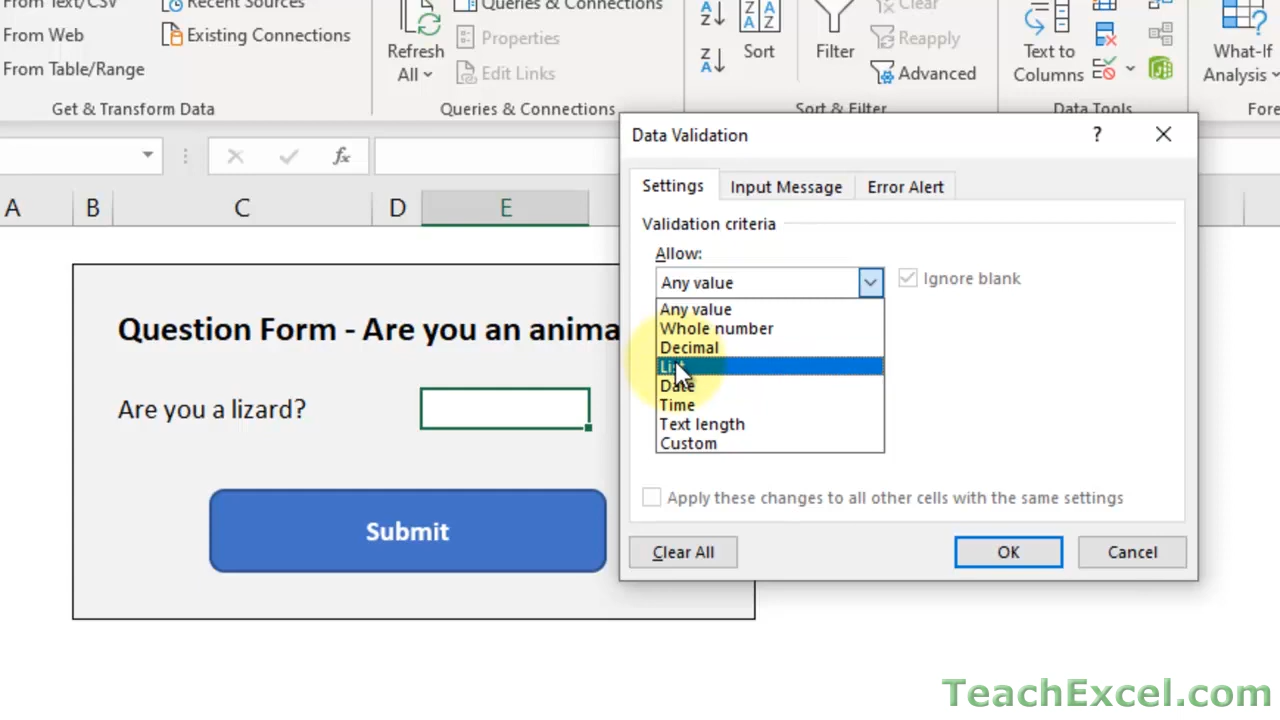 From Text/CSV
Recent Sources
From Web
Existing Connections
From Table/Range
Get & Transform Data
Refresh
All
Queries & Connections
Properties
Edit Links
Queries & Connections
Sort
Filter
Clear
Reapply
Advanced
Sort & Filter
Text to
Columns
Data Tools
What-If
Analysis
Fore
fx
A B C D E
Question Form - Are you an anima
Are you a lizard?
Submit
Data Validation
? 
Settings
Input Message
Error Alert
Validation criteria
Allow:
Any value
Ignore blank
Any value
Whole number
Decimal
List
Date
Time
Text length
Custom
Apply these changes to all other cells with the same settings
Clear All
OK
Cancel
TeachExcel.com